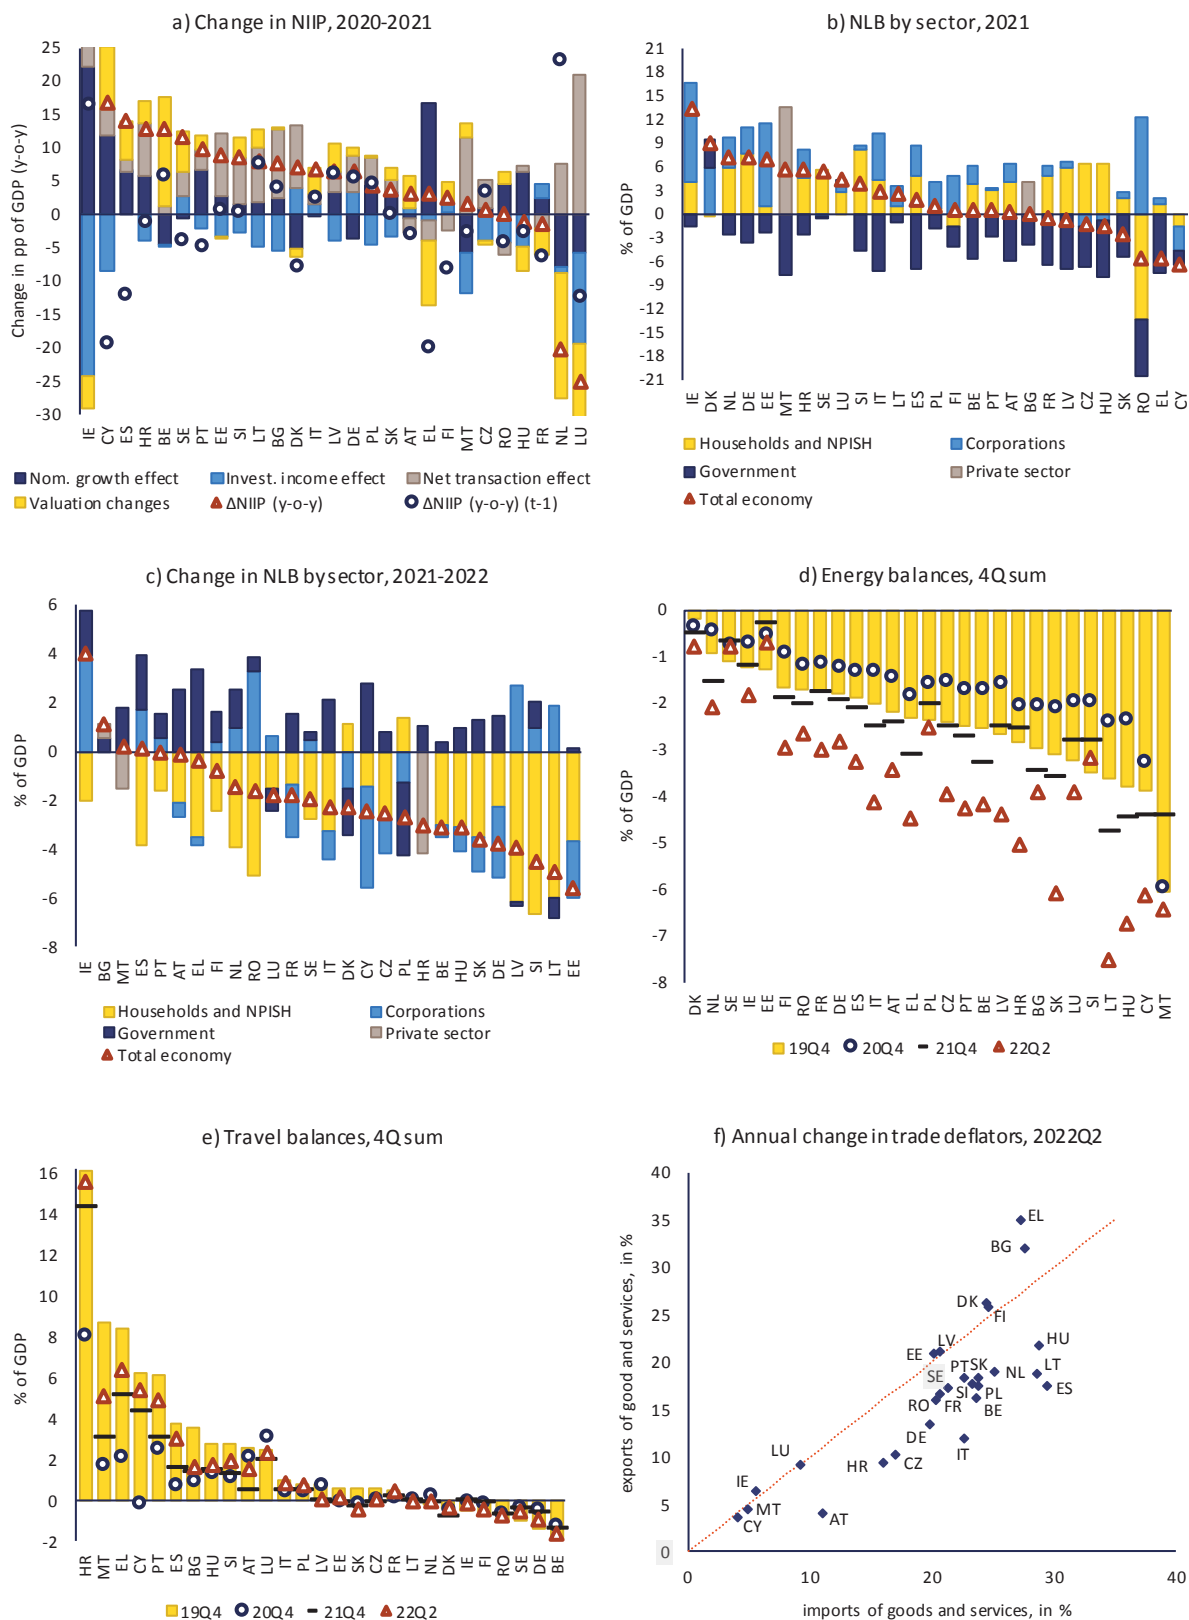 a) Change in NIIP, 2020-2021
Change in pp of GDP (y-o-y)
25
20
15
10
5
0
-5
-10
-15
-20
-25
-30
IE CY ES HR BE SE PT EE SI LT BG DK IT LV DE PL NL AT EL FI MT CZ RO HU FR NL LU
Nom. growth effect Invest. income effect Net transaction effect
Valuation changes ΔNIIP (y-o-y) ΔNIIP (y-o-y) (t-1)
b) NLB by sector, 2021
% of GDP
21
18
15
12
9
6
3
0
-3
-6
-9
-12
-15
-18
-21
IE DK NL DE EE MT HR SE LU SI IT LT ES PL FI BE PT AT BG FR LV CZ HU SK RO EL CY
Households and NPISH Corporations
Government Private sector
Total economy
c) Change in NLB by sector, 2021-2022
% of GDP
6
4
2
0
-2
-4
-6
-8
IE BG MT ES PT AT EL FI NL RO LU FR SE IT DK CY CZ PL HR BE HU SK DE LV SI LT EE
Households and NPISH Corporations
Government Private sector
Total economy
d) Energy balances, 4Q sum
% of GDP
0
-1
-2
-3
-4
-5
-6
-7
-8
DK NL SE IE EE FI RO FR DE ES IT AT EL PL CZ PT BE LV HR BG SK LU SI LT HU CY MT
19Q4 20Q4 21Q4 22Q2
e) Travel balances, 4Q sum
% of GDP
16
14
12
10
8
6
4
2
0
-2
HR MT EL CY PT ES BG HU SI AT LU IT PL LV EE SK CZ FR LT NL DK IE FI RO SE DE BE
19Q4 20Q4 21Q4 22Q2
f) Annual change in trade deflators, 2022Q2
exports of good and services, in %
40
35
30
25
20
15
10
5
0
EL
BG
DK
FI
HU
LV
EE
PT SK
NL LT
SE
SI PL ES
RO FR BE
DE IT
LU
HR CZ
IE
MT
CY AT
0 10 20 30 40
imports of goods and services, in %